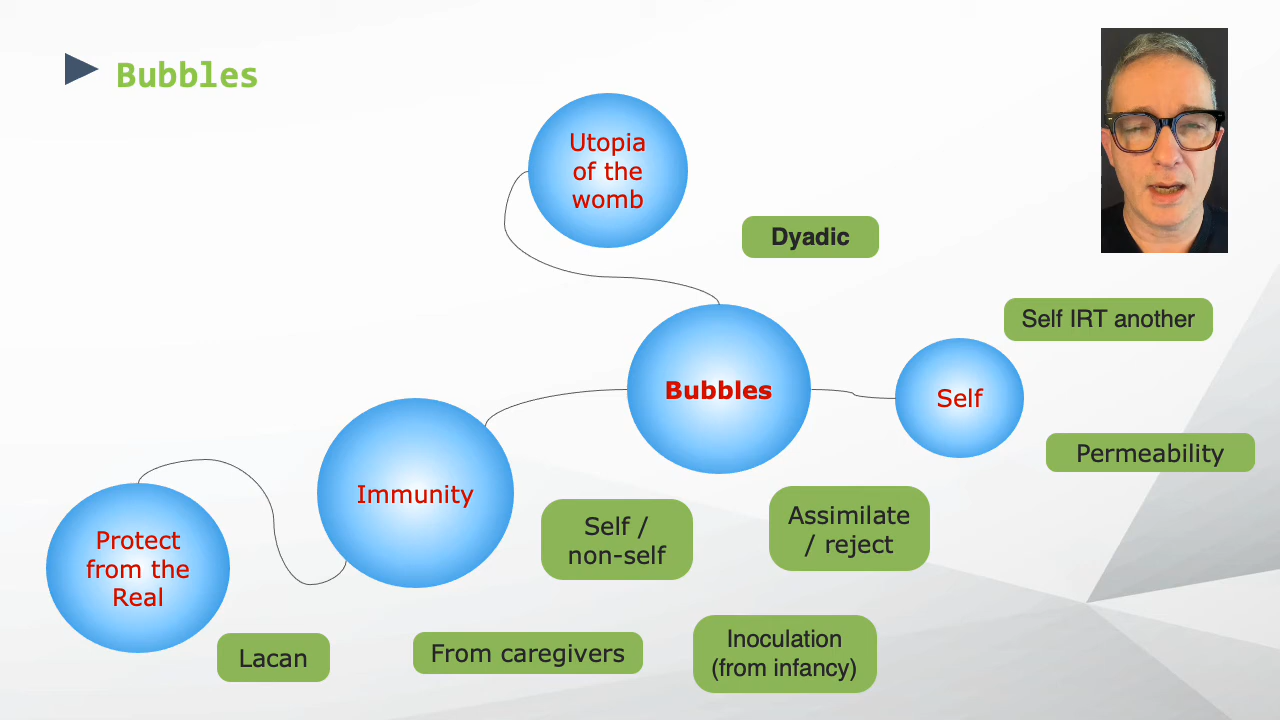 Bubbles
Utopia
of the
womb
Dyadic
Self IRT another
Bubbles
Self
Permeability
Immunity
Self /
non-self
Assimilate
/ reject
Protect
from the
Real
Lacan
From caregivers
Inoculation
(from infancy)